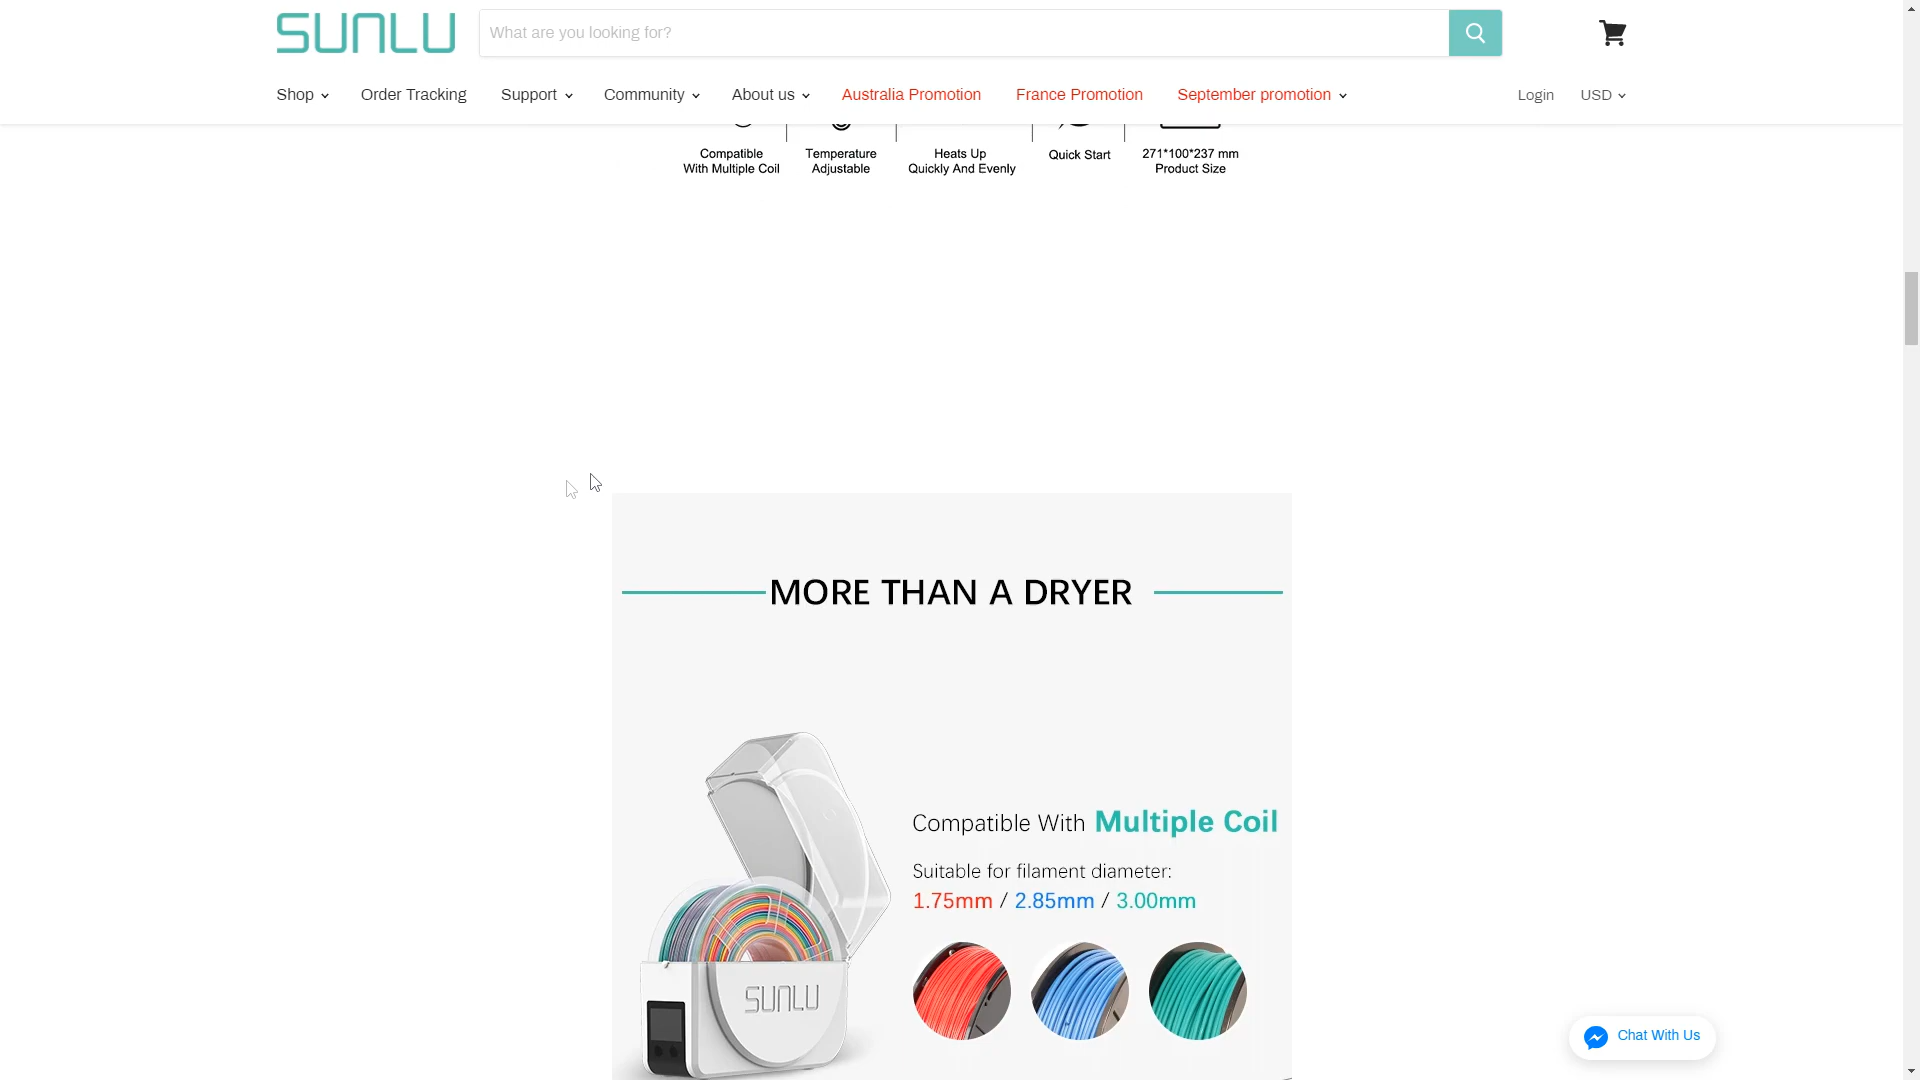 SUNLU
What are you looking for?
Shop Order Tracking Support Community About us Australia Promotion France Promotion September promotion Login USD
Compatible
With Multiple Coil
Temperature
Adjustable
Heats Up
Quickly And Evenly
Quick Start
271*100*237 mm
Product Size
MORE THAN A DRYER
Compatible With Multiple Coil
Suitable for filament diameter:
1.75mm / 2.85mm / 3.00mm
SUNLU
Chat With Us